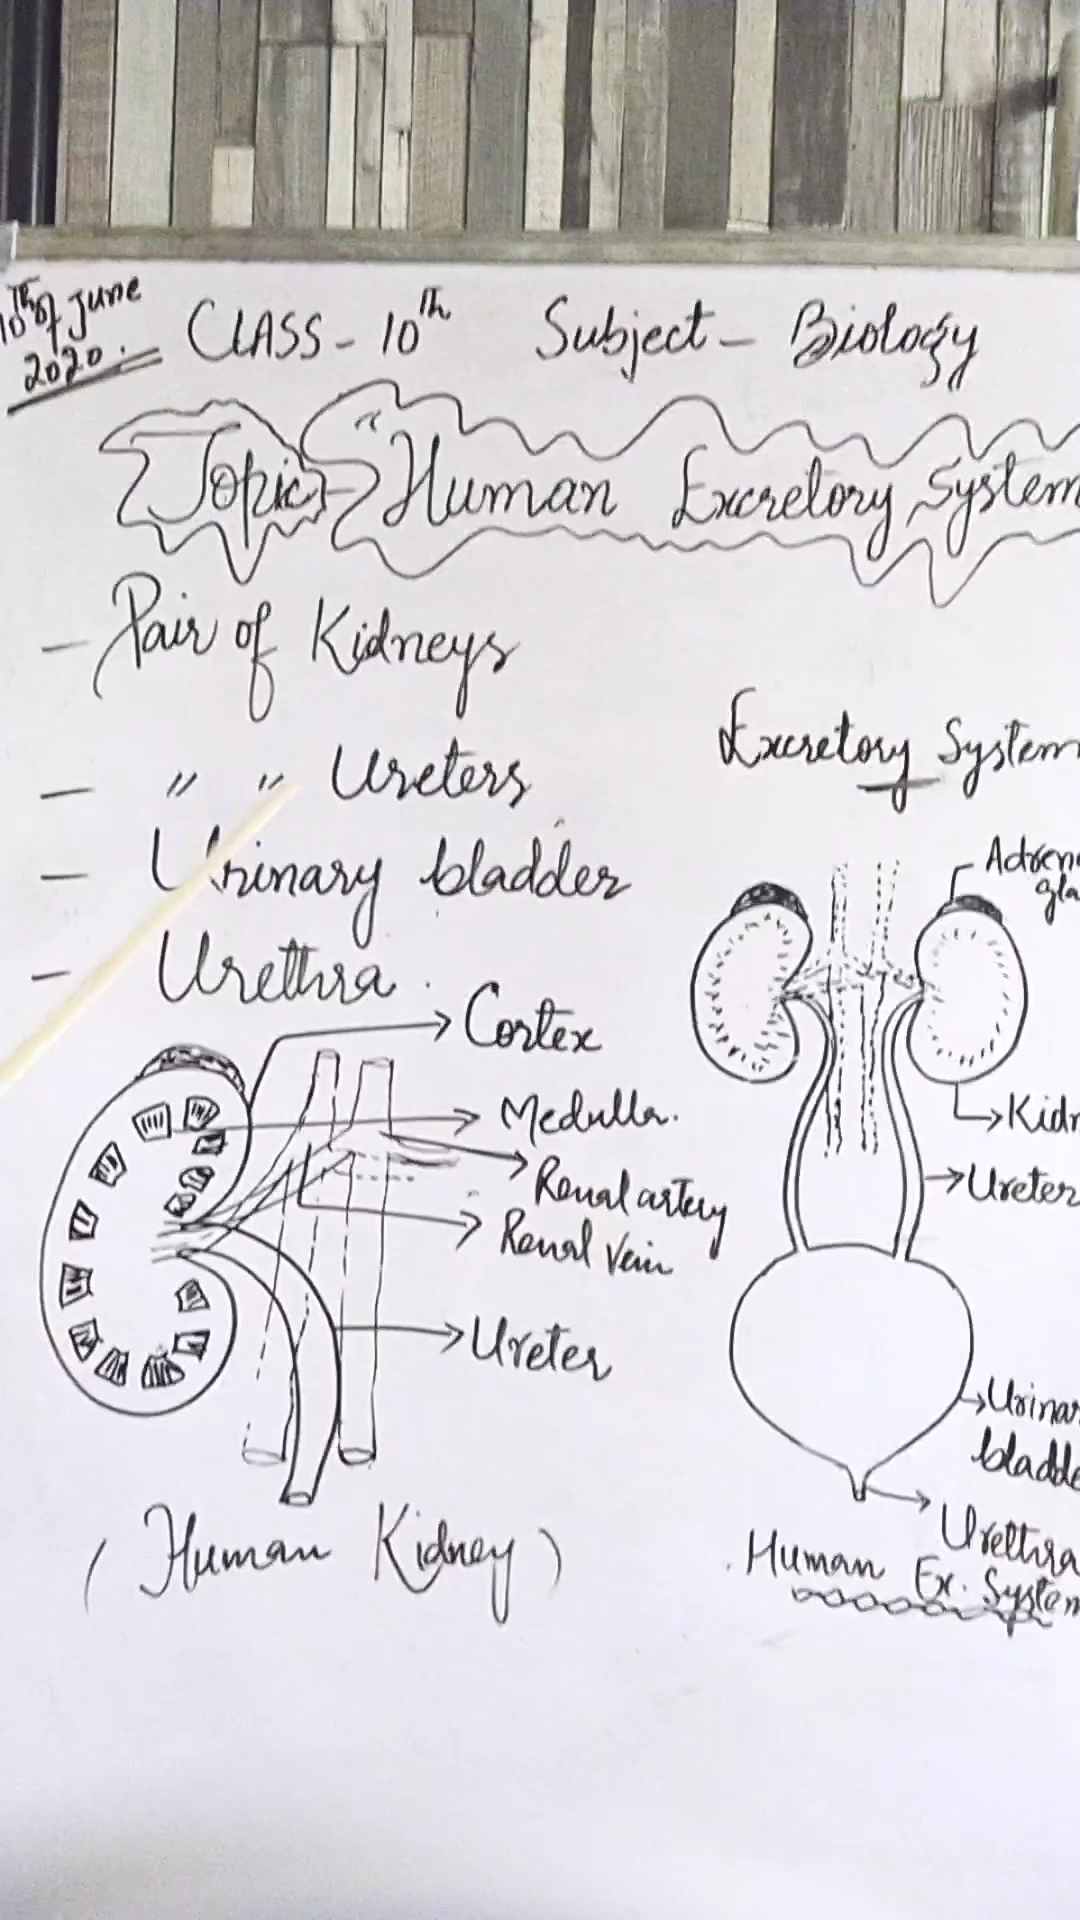 10th of June
2020.
CLASS - 10th Subject - Biology
Topic - "Human Excretory System
- Pair of Kidneys
- " " Ureters
- Urinary bladder
- Urethra.
Cortex
Medulla.
Renal artery
Renal Vein
Ureter
(Human Kidney)
Excretory System
Adren
gla
Kidn
Ureter
Urinar
bladde
Urethra
Human Ex. System